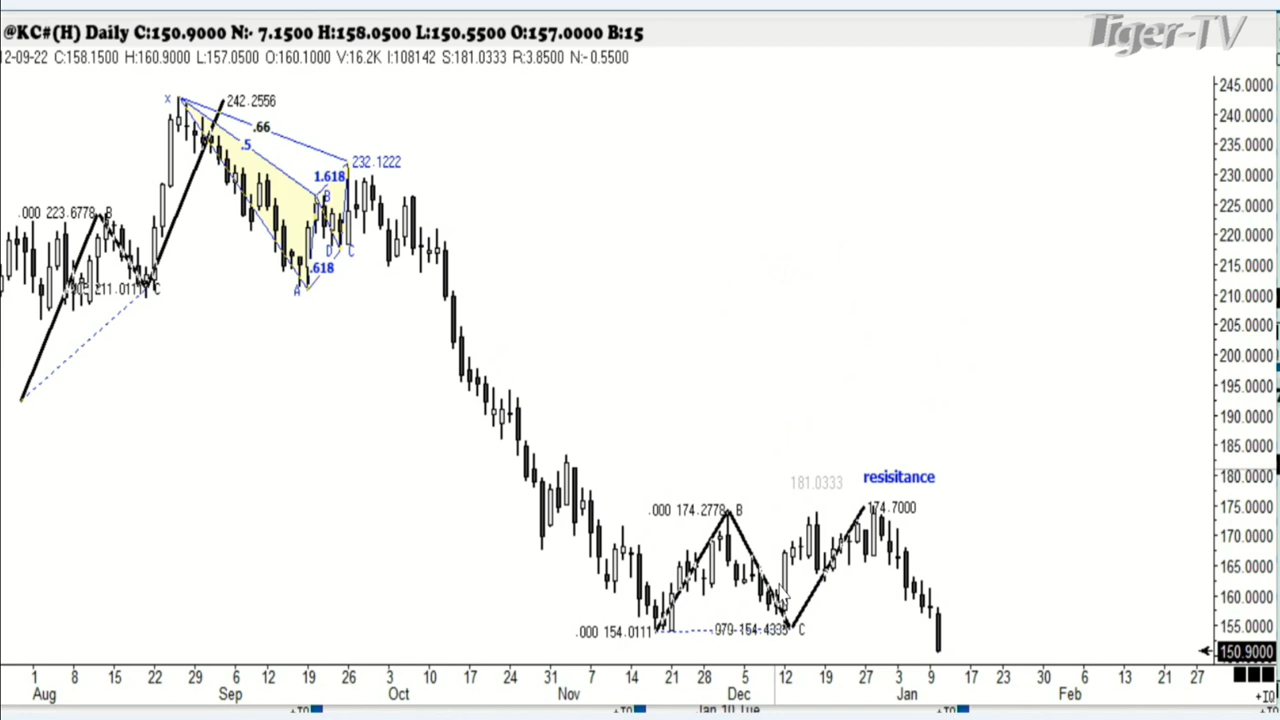 @KC#(H) Daily C:150.9000 N:- 7.1500 H:158.0500 L:150.5500 O:157.0000 B:15
Tiger-TV
12-09-22 C:158.1500 H:160.9000 L:157.0500 O:160.1000 V:16.2K I:108142 S:181.0333 R:3.8500 N:-0.5500
245.0000
240.0000
235.0000
230.0000
225.0000
220.0000
215.0000
210.0000
205.0000
200.0000
195.0000
190.0000
185.0000
180.0000
175.0000
170.0000
165.0000
160.0000
155.0000
150.9000
X
242.2556
.66
.5
232.1222
1.618
B
.000 223.6778 B
D C
.618
211.0111 C
A
181.0333
resisitance
.000 174.2778 B
174.7000
.000 154.0111
.979 154.4333 C
1 8 15 22 29 6 12 19 26 3 10 17 24 31 7 14 21 28 5 12 19 27 3 9 17 23 30 6 13 21 27
Aug Sep Oct Nov Dec Jan Feb
Jan 10 Tue
+10